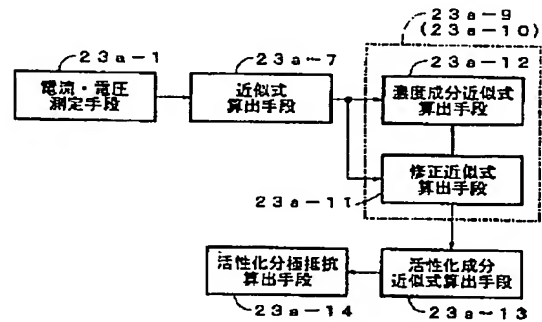 23a-9
(23a-10)
23a-1
23a-7
23a-12
電流・電圧
測定手段
近似式
算出手段
濃度成分近似式
算出手段
修正近似式
算出手段
23a-11
活性化分極抵抗
算出手段
活性化成分
近似式算出手段
23a-14
23a-13